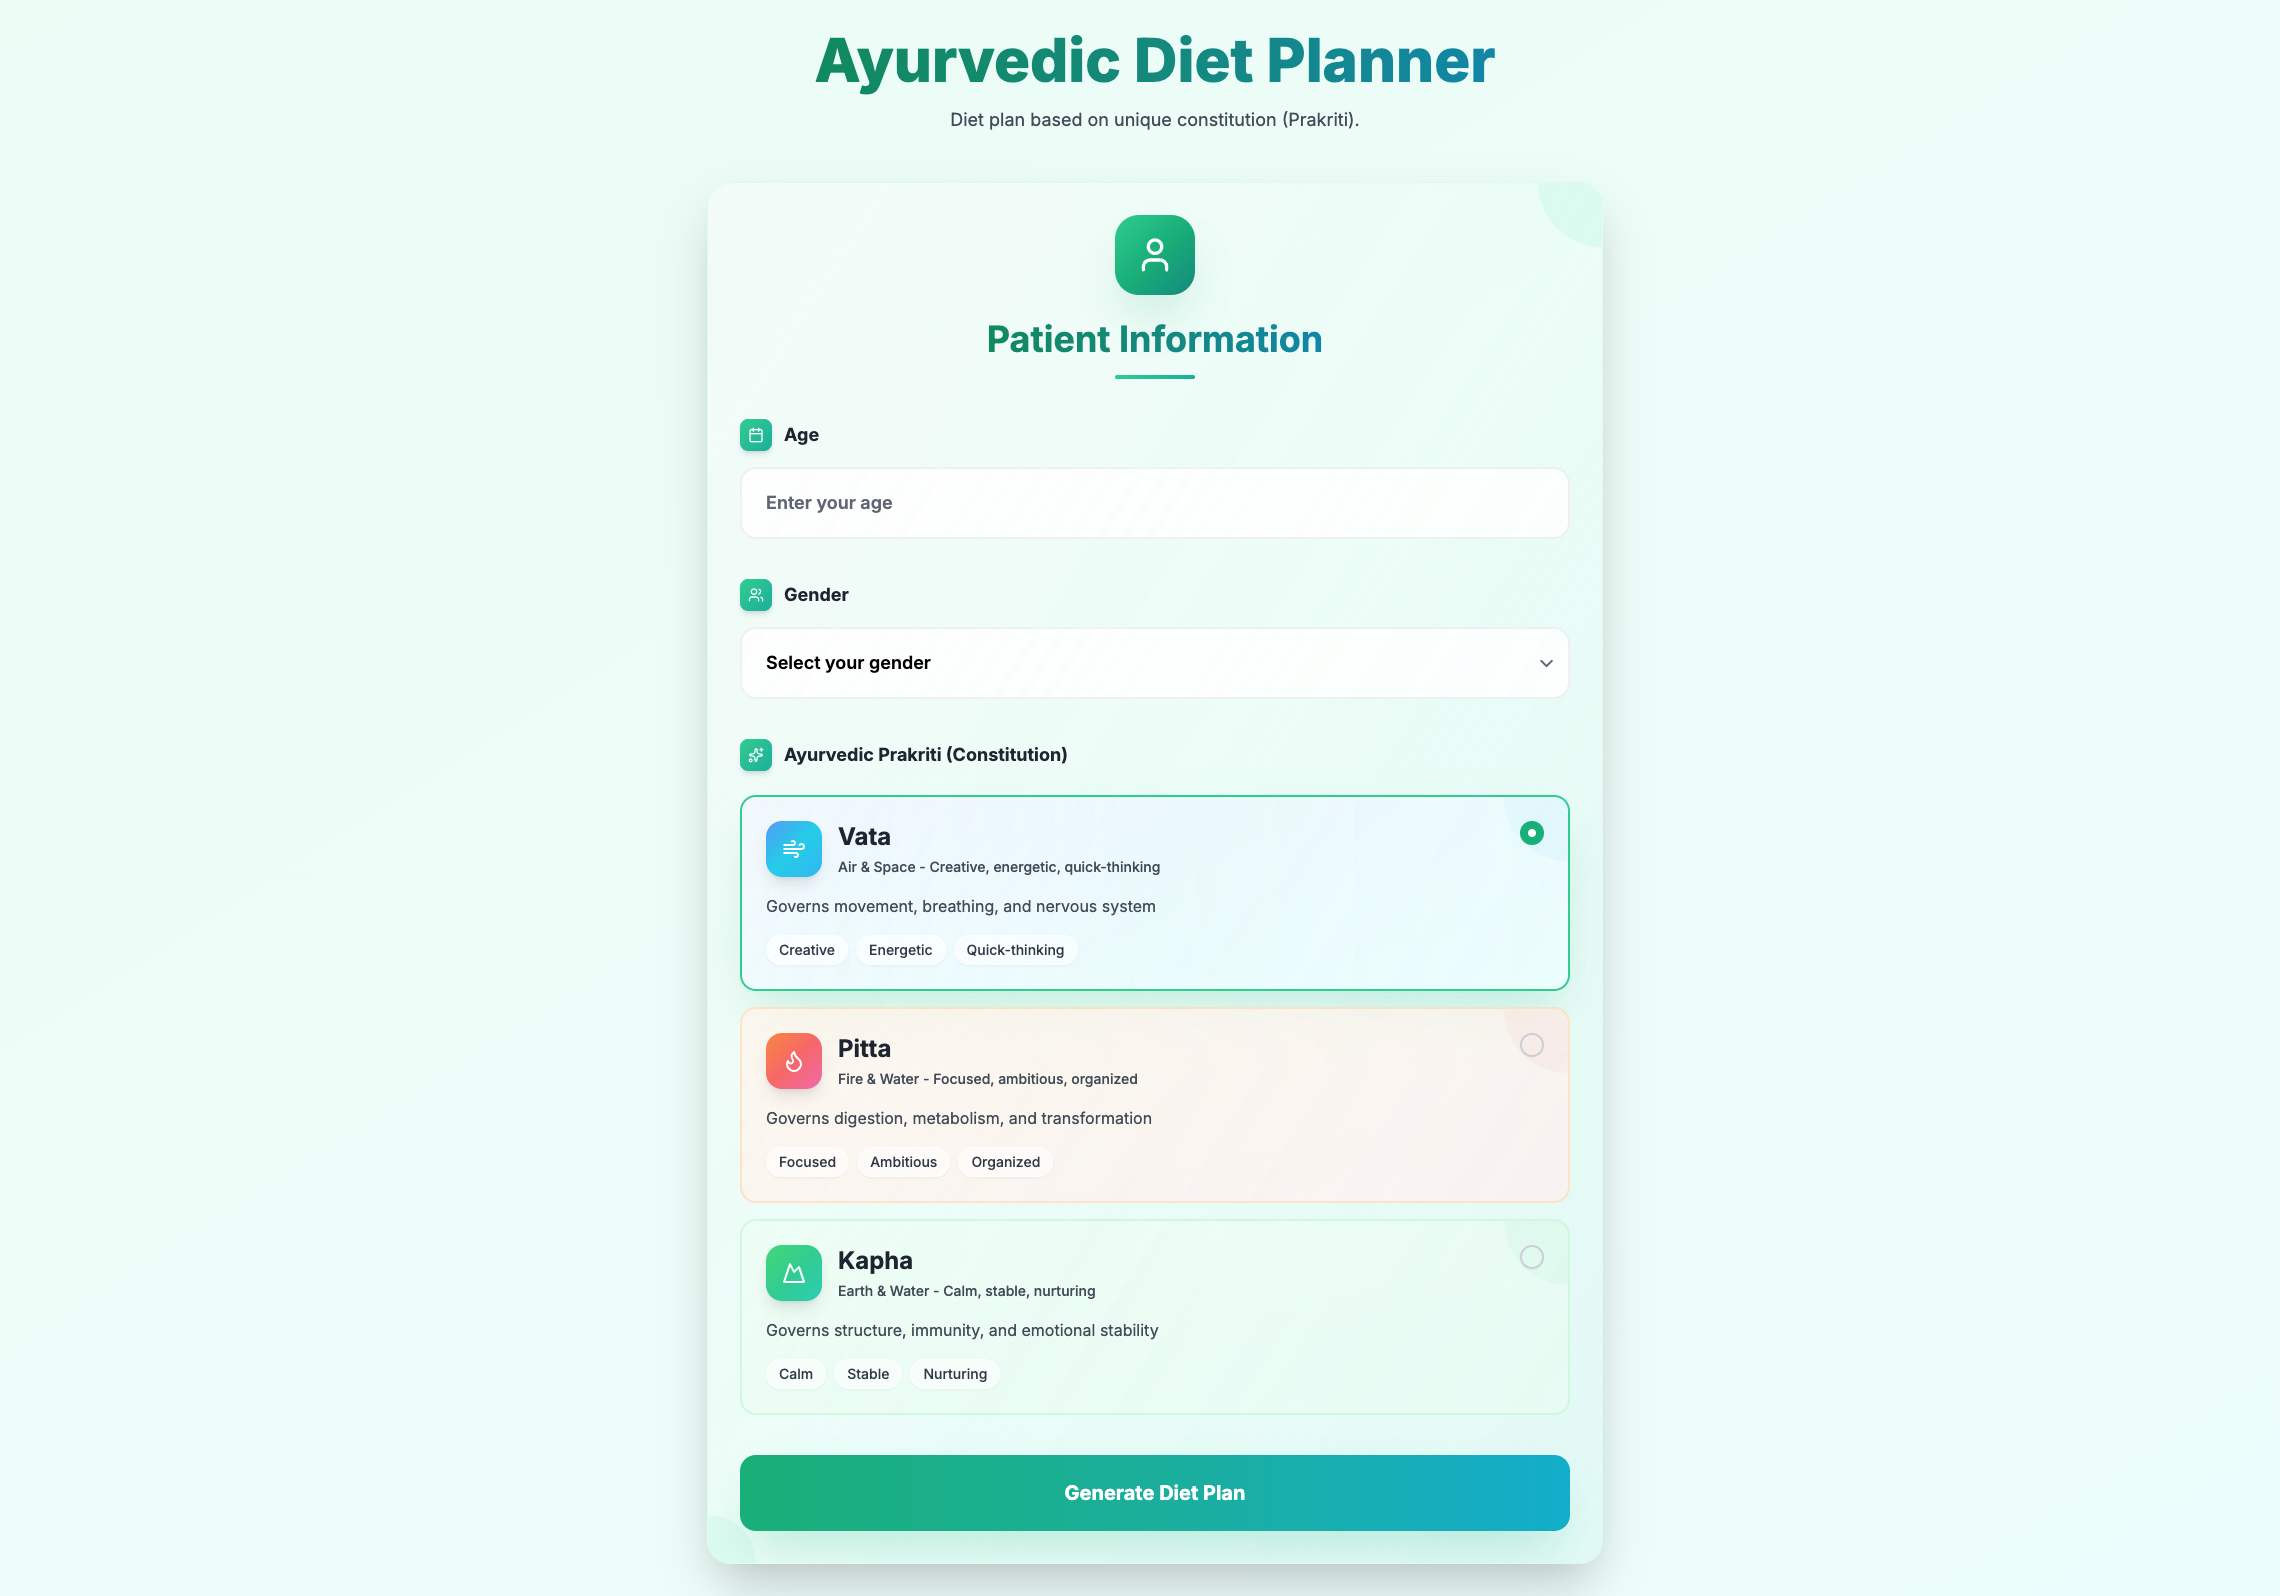 Ayurvedic Diet Planner
Diet plan based on unique constitution (Prakriti).
Patient Information
Age
Enter your age
Gender
Select your gender
Ayurvedic Prakriti (Constitution)
Vata
Air & Space - Creative, energetic, quick-thinking
Governs movement, breathing, and nervous system
Creative Energetic Quick-thinking
Pitta
Fire & Water - Focused, ambitious, organized
Governs digestion, metabolism, and transformation
Focused Ambitious Organized
Kapha
Earth & Water - Calm, stable, nurturing
Governs structure, immunity, and emotional stability
Calm Stable Nurturing
Generate Diet Plan